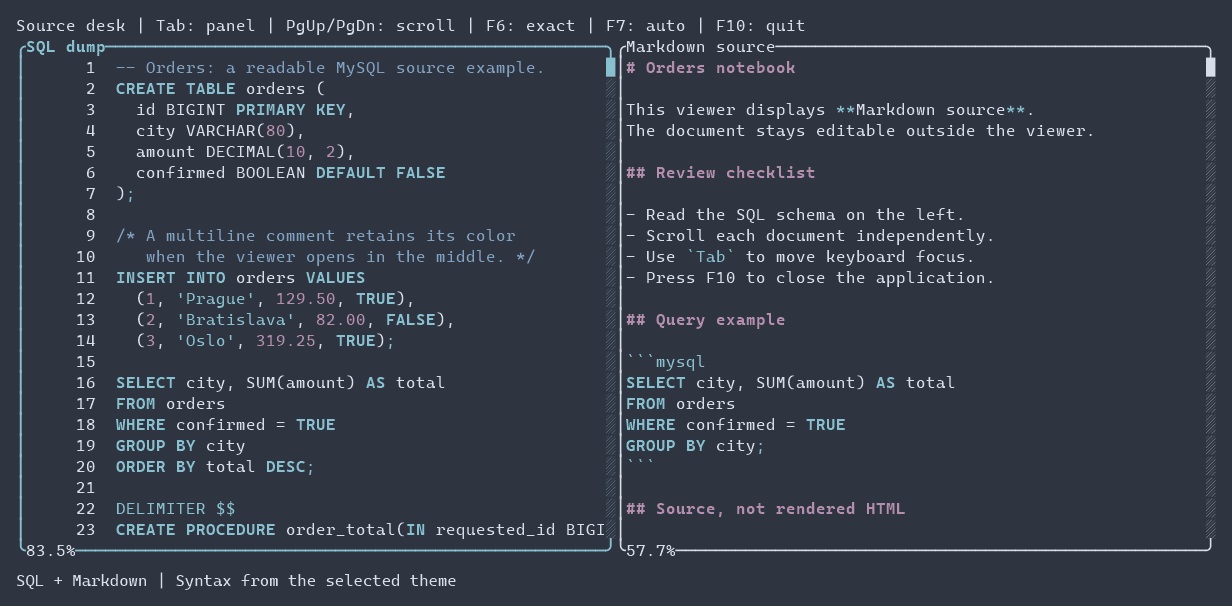 Source desk | Tab: panel | PgUp/PgDn: scroll | F6: exact | F7: auto | F10: quit
SQL dump
1 -- Orders: a readable MySQL source example.
2 CREATE TABLE orders (
3   id BIGINT PRIMARY KEY,
4   city VARCHAR(80),
5   amount DECIMAL(10, 2),
6   confirmed BOOLEAN DEFAULT FALSE
7 );
8
9 /* A multiline comment retains its color
10    when the viewer opens in the middle. */
11 INSERT INTO orders VALUES
12   (1, 'Prague', 129.50, TRUE),
13   (2, 'Bratislava', 82.00, FALSE),
14   (3, 'Oslo', 319.25, TRUE);
15
16 SELECT city, SUM(amount) AS total
17 FROM orders
18 WHERE confirmed = TRUE
19 GROUP BY city
20 ORDER BY total DESC;
21
22 DELIMITER $$
23 CREATE PROCEDURE order_total(IN requested_id BIGI
83.5%
Markdown source
# Orders notebook
This viewer displays **Markdown source**.
The document stays editable outside the viewer.
## Review checklist
- Read the SQL schema on the left.
- Scroll each document independently.
- Use `Tab` to move keyboard focus.
- Press F10 to close the application.
## Query example
```mysql
SELECT city, SUM(amount) AS total
FROM orders
WHERE confirmed = TRUE
GROUP BY city;
```
## Source, not rendered HTML
57.7%
SQL + Markdown | Syntax from the selected theme